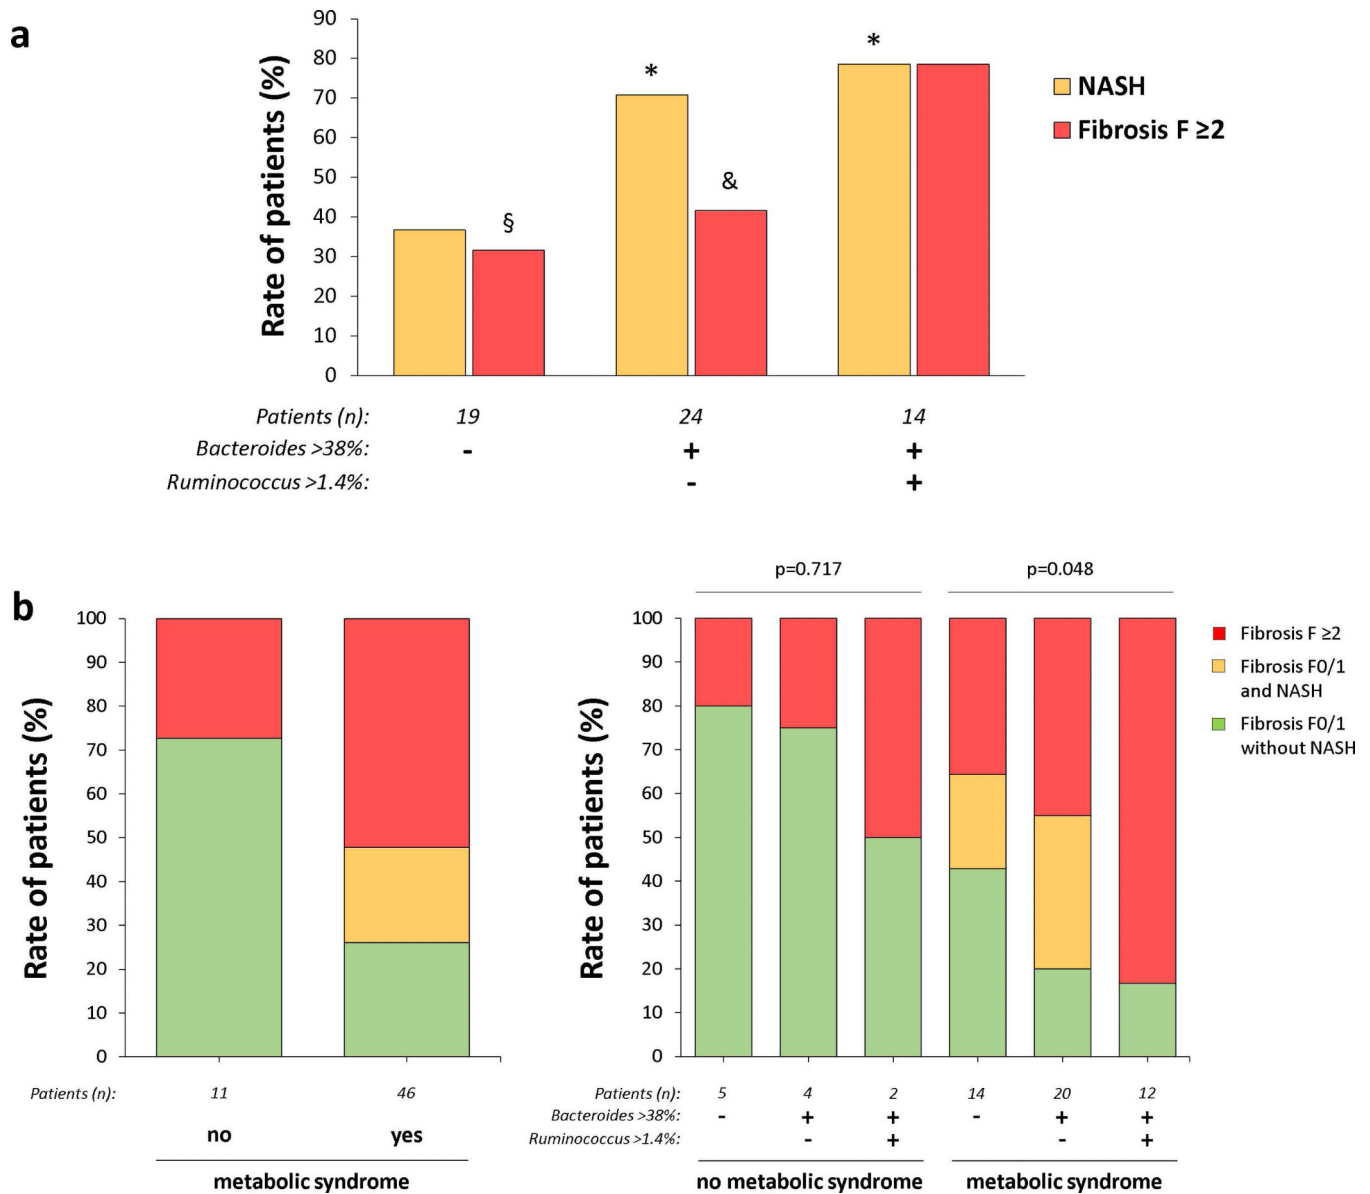 a
Rate of patients (%)
90
80
70
60
50
40
30
20
10
0
*
*
§
&
NASH
Fibrosis F ≥2
Patients (n): 19 24 14
Bacteroides >38%: - + +
Ruminococcus >1.4%: - +
b
Rate of patients (%)
100
90
80
70
60
50
40
30
20
10
0
Patients (n): 11 46
no yes
metabolic syndrome
p=0.717 p=0.048
Rate of patients (%)
100
90
80
70
60
50
40
30
20
10
0
Fibrosis F ≥2
Fibrosis F0/1
and NASH
Fibrosis F0/1
without NASH
Patients (n): 5 4 2 14 20 12
Bacteroides >38%: - + + - + +
Ruminococcus >1.4%: - + - +
no metabolic syndrome metabolic syndrome